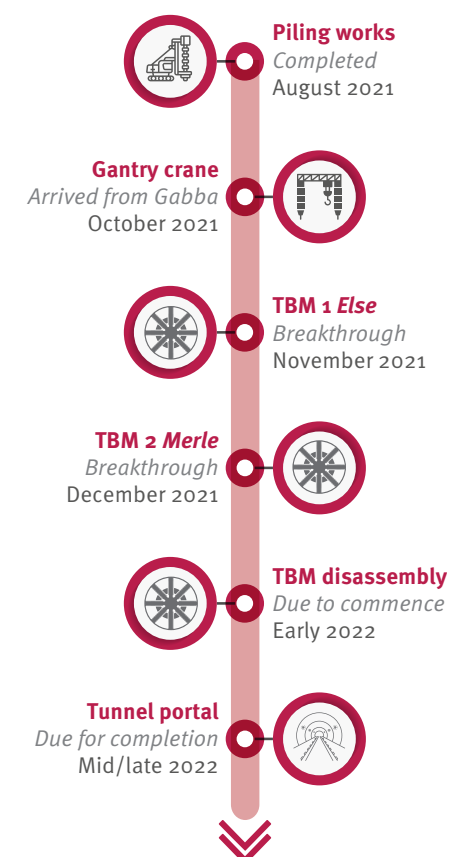 Piling works
Completed
August 2021
Gantry crane
Arrived from Gabba
October 2021
TBM 1 Else
Breakthrough
November 2021
TBM 2 Merle
Breakthrough
December 2021
TBM disassembly
Due to commence
Early 2022
Tunnel portal
Due for completion
Mid/late 2022